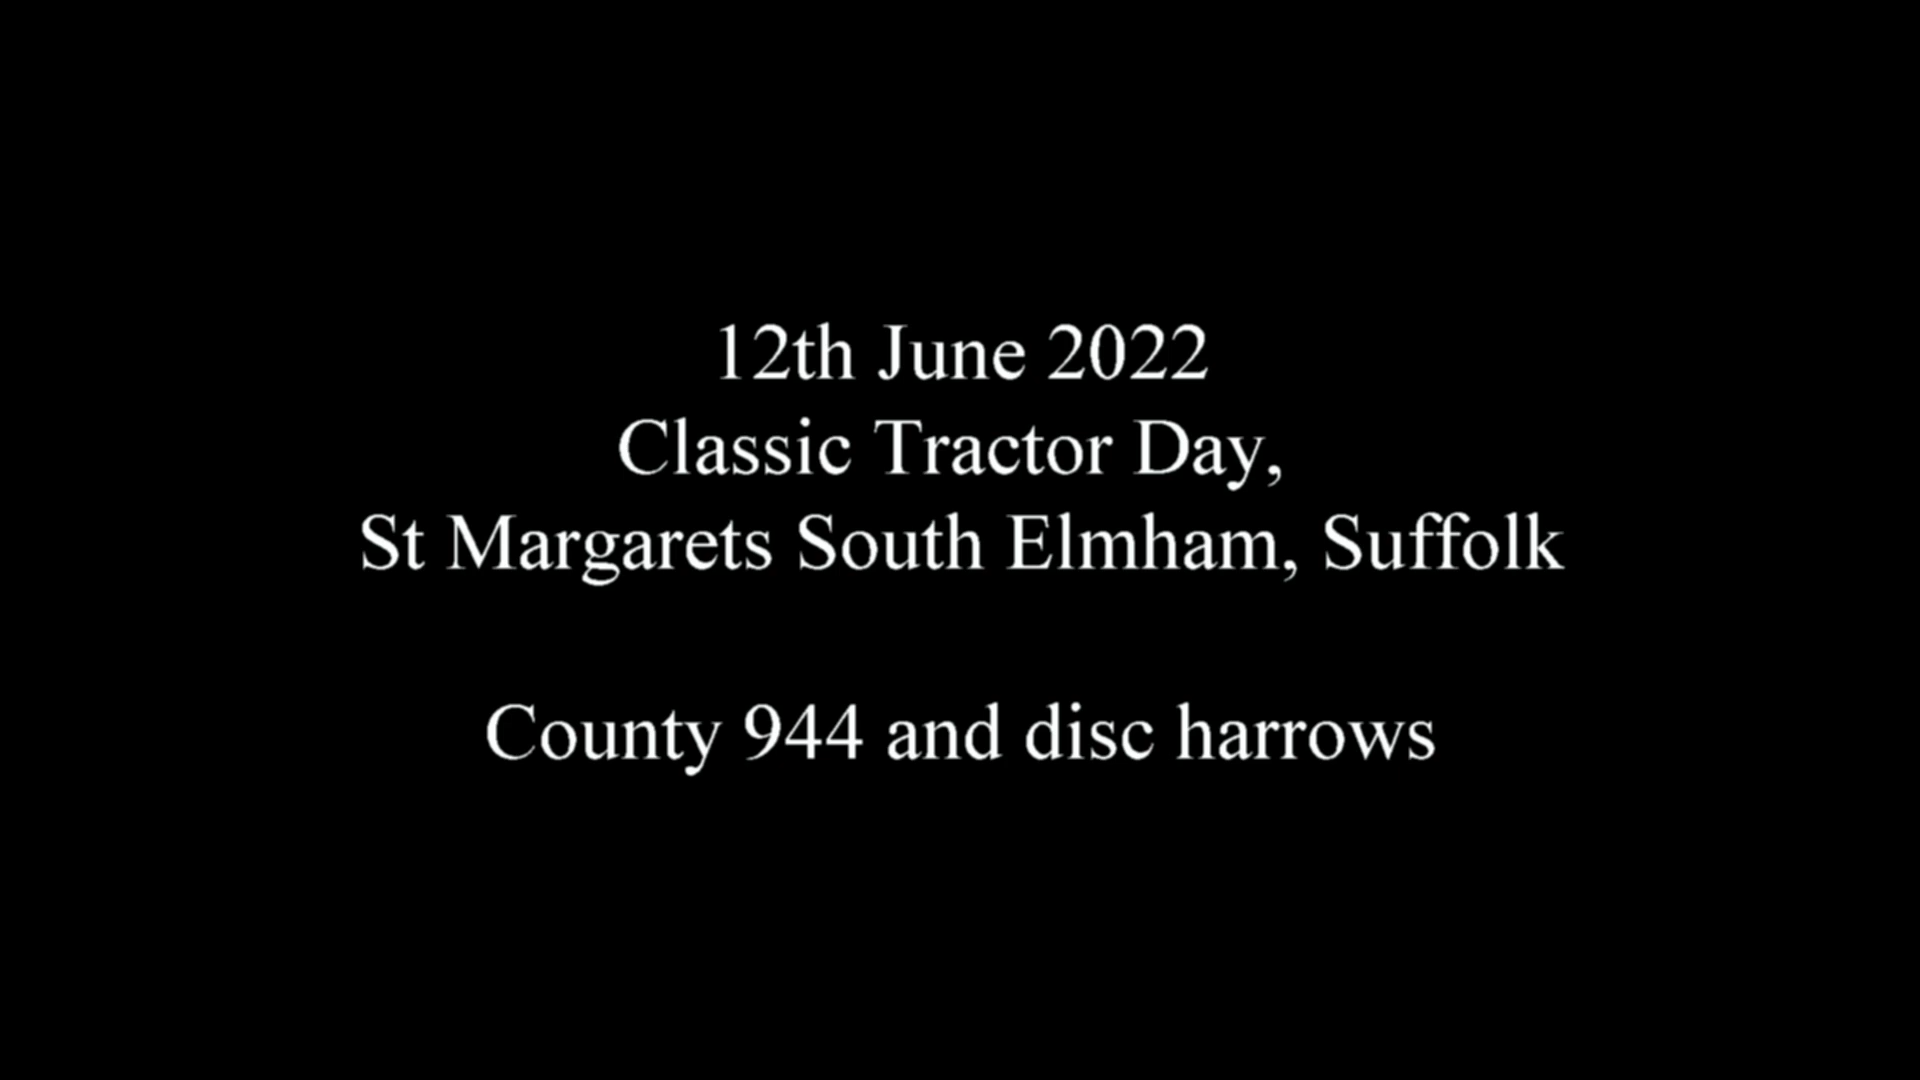 12th June 2022
Classic Tractor Day,
St Margarets South Elmham, Suffolk
County 944 and disc harrows